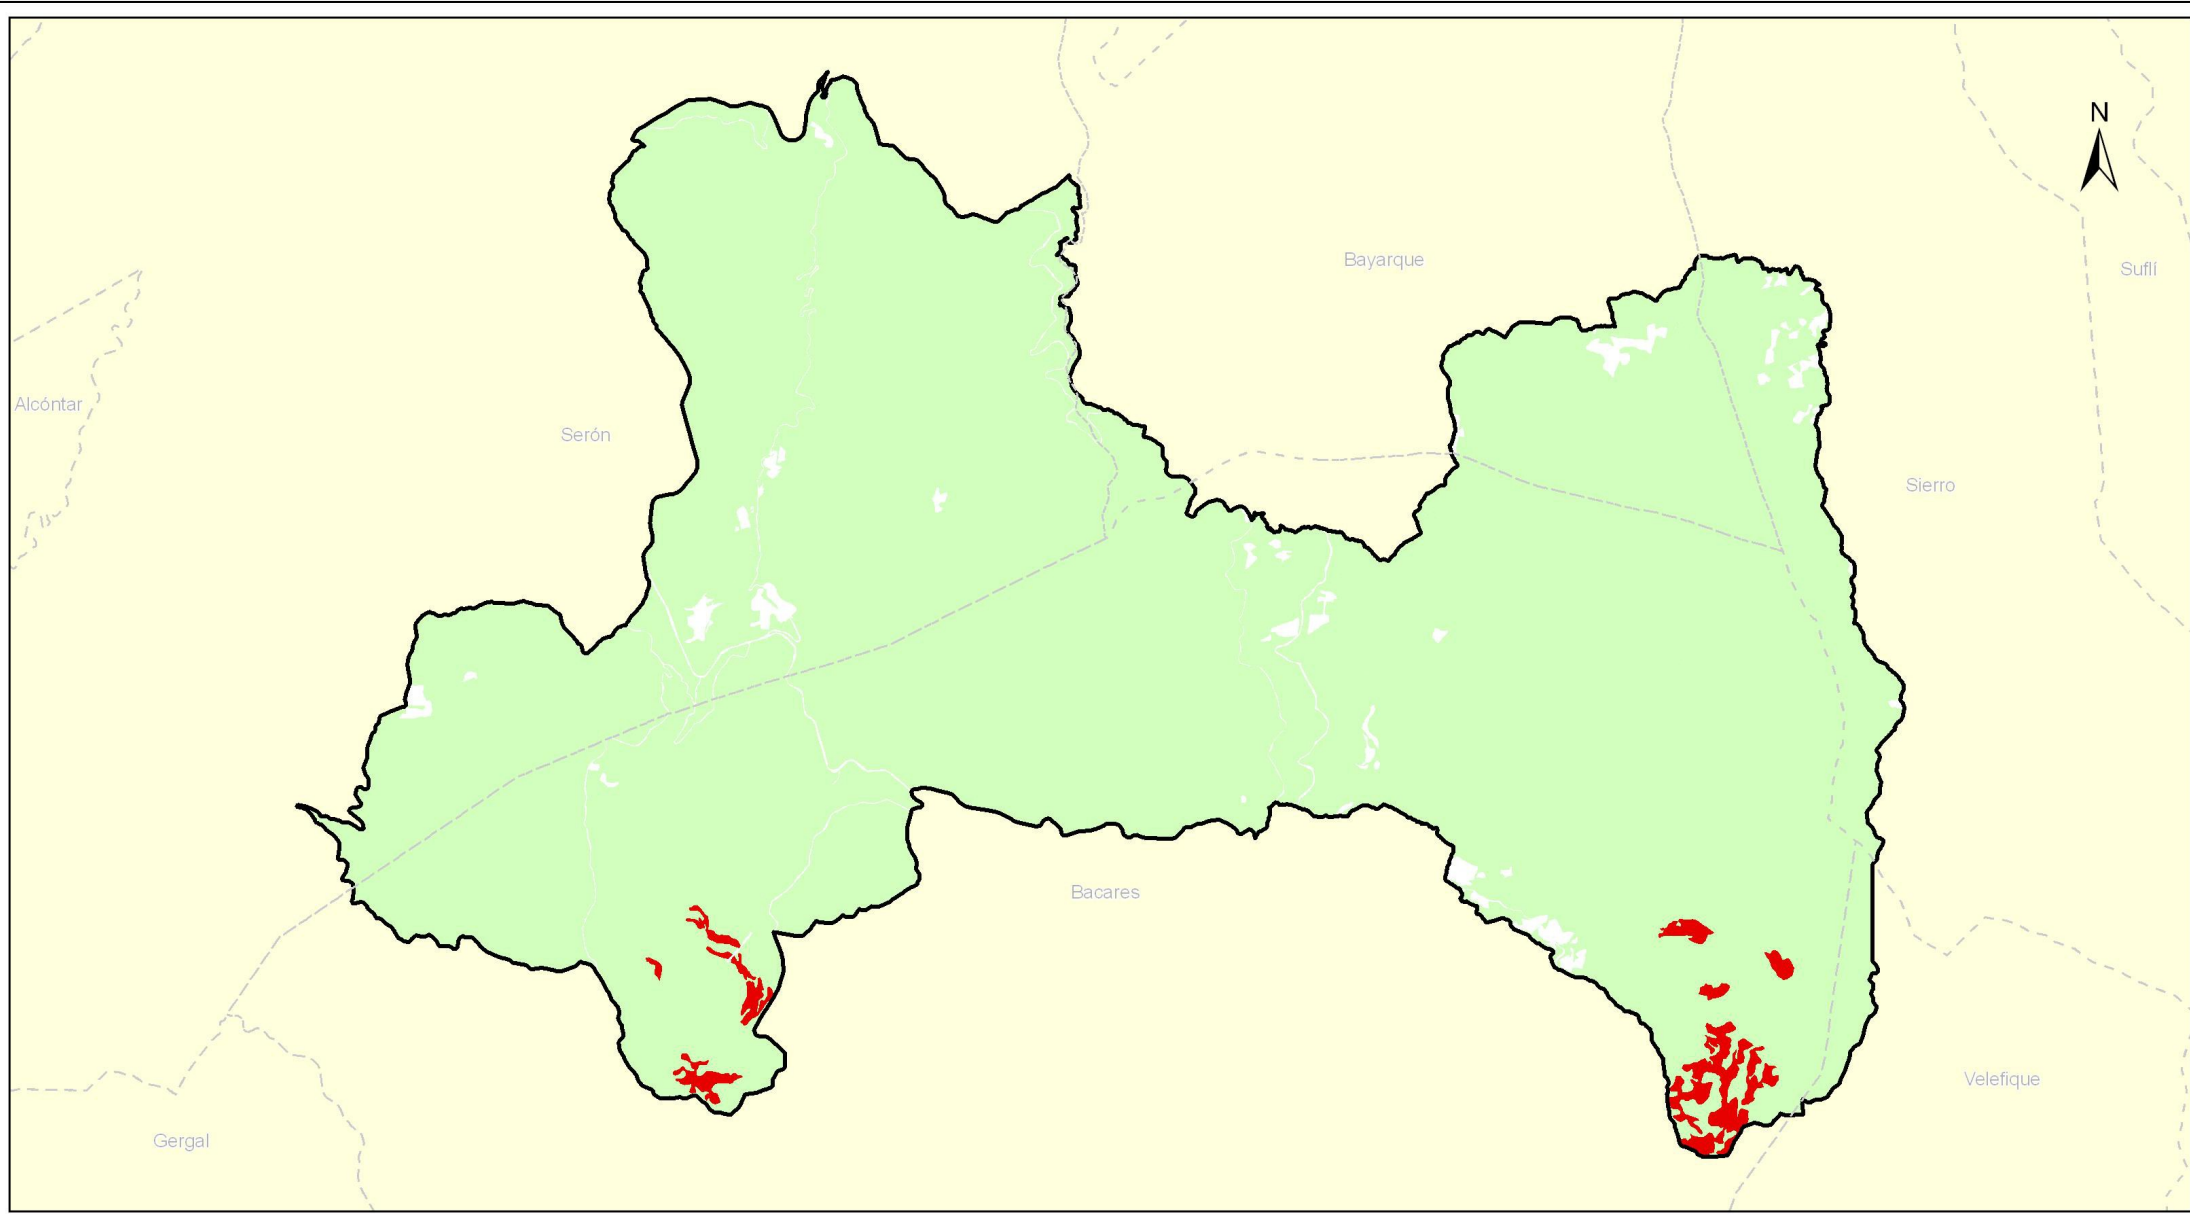 N
Bayarque
Suflí
Alcóntar
Serón
Sierro
Bacares
Velefique
Gergal